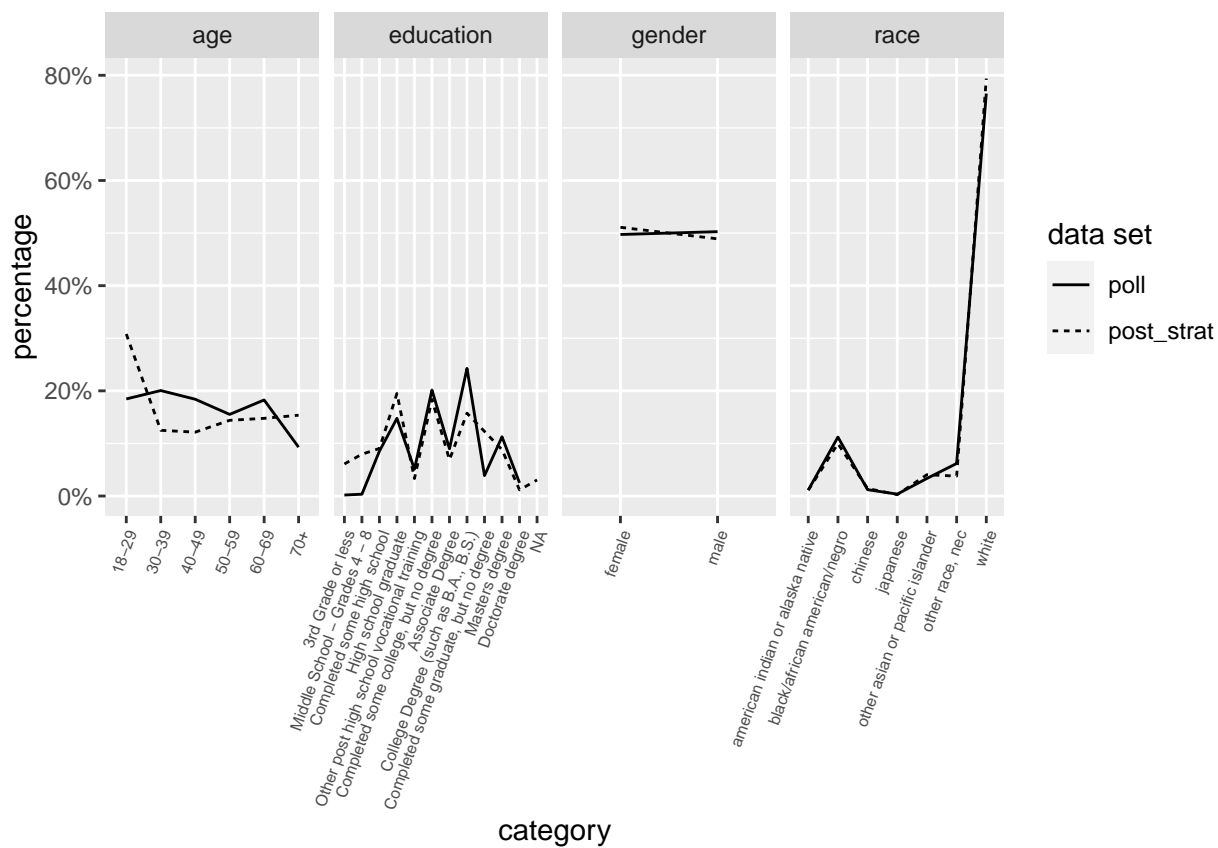 age education gender race
80%
60%
40%
20%
0%
percentage
18−29
30−39
40−49
50−59
60−69
70+
3rd Grade or less
Middle School − Grades 4 − 8
Completed some high school
High school graduate
Other post high school vocational training
Completed some college, but no degree
Associate Degree
College Degree (such as B.A., B.S.)
Completed some graduate, but no degree
Masters degree
Doctorate degree
NA
female
male
american indian or alaska native
black/african american/negro
chinese
japanese
other asian or pacific islander
other race, nec
white
category
data set
poll
post_strat